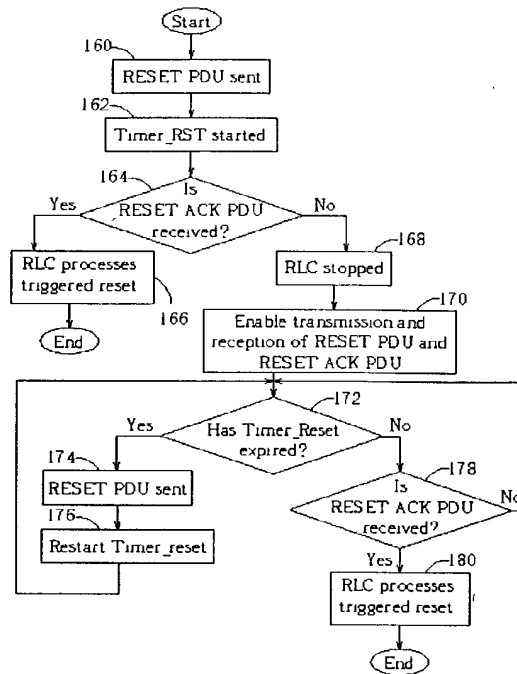 Start
160
RESET PDU sent
162
Timer_RST started
164
Is
RESET ACK PDU
received?
Yes
No
RLC processes
triggered reset
166
End
168
RLC stopped
170
Enable transmission and
reception of RESET PDU and
RESET ACK PDU
172
Has Timer_Reset
expired?
Yes
No
174
RESET PDU sent
176
Restart Timer_reset
178
Is
RESET ACK PDU
received?
No
Yes
180
RLC processes
triggered reset
End